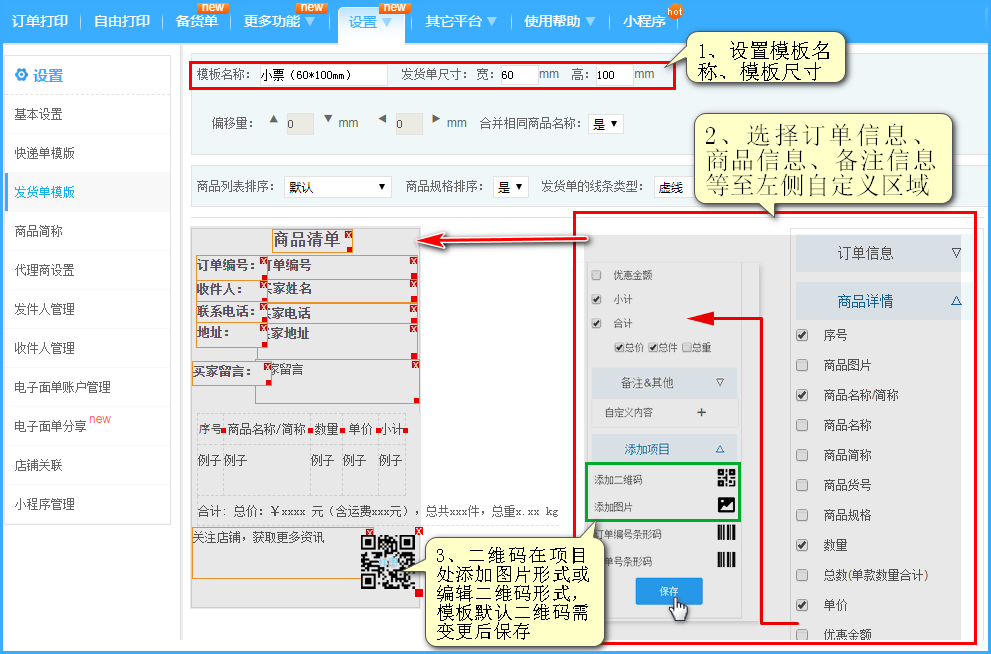 订单打印 自由打印 备货单 new 更多功能 new 设置 new 其它平台 使用帮助 小程序 hot
设置
基本设置
快递单模版
发货单模版
商品简称
代理商设置
发件人管理
收件人管理
电子面单账户管理
电子面单分享 new
店铺关联
小程序管理
模板名称： 小票（60*100mm） 发货单尺寸： 宽： 60 mm 高： 100 mm
偏移量： 0 mm 0 mm 合并相同商品名称： 是
商品列表排序： 默认 商品规格排序： 是 发货单的线条类型： 虚线
1、设置模板名
称、模板尺寸
2、选择订单信息、
商品信息、备注信息
等至左侧自定义区域
商品清单
订单编号： 订单编号
收件人： 买家姓名
联系电话： 买家电话
地址： 买家地址
买家留言： 家留言
序号 商品名称/简称 数量 单价 小计
例子 例子 例子 例子 例子
合计：总价：￥xxxx 元（含运费xxx元），总共xxx件，总重x.xx kg
关注店铺，获取更多资讯
优惠金额
小计
合计
总价 总件 总重
备注&其他
自定义内容 +
添加项目
添加二维码
添加图片
订单编号条形码
单号条形码
保存
3、二维码在项目
处添加图片形式或
编辑二维码形式，
模板默认二维码需
变更后保存
订单信息
商品详情
序号
商品图片
商品名称/简称
商品名称
商品简称
商品货号
商品规格
数量
总数(单款数量合计)
单价
优惠金额